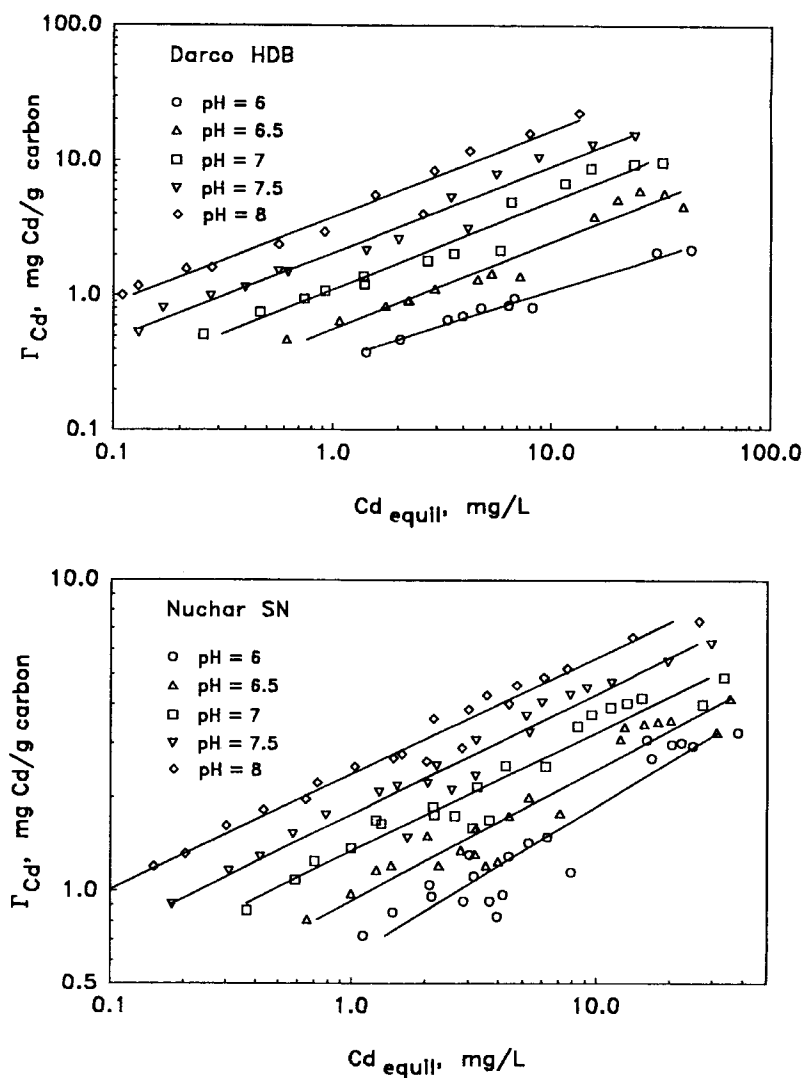 100.0
Darco HDB
pH = 6
pH = 6.5
pH = 7
pH = 7.5
pH = 8
10.0
1.0
0.1
Γ Cd, mg Cd/g carbon
0.1 1.0 10.0 100.0
Cd equil, mg/L
10.0
Nuchar SN
pH = 6
pH = 6.5
pH = 7
pH = 7.5
pH = 8
1.0
0.5
Γ Cd, mg Cd/g carbon
0.1 1.0 10.0
Cd equil, mg/L